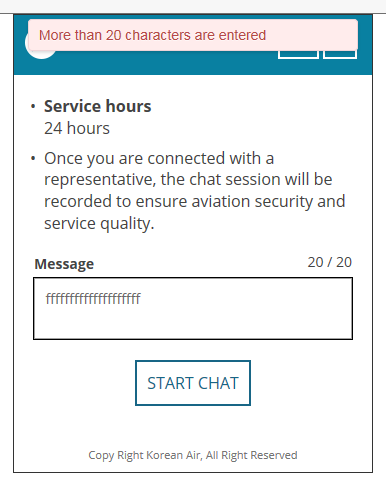 More than 20 characters are entered
• Service hours
24 hours
• Once you are connected with a
representative, the chat session will be
recorded to ensure aviation security and
service quality.
Message 20 / 20
ffffffffffffffffffff
START CHAT
Copy Right Korean Air, All Right Reserved